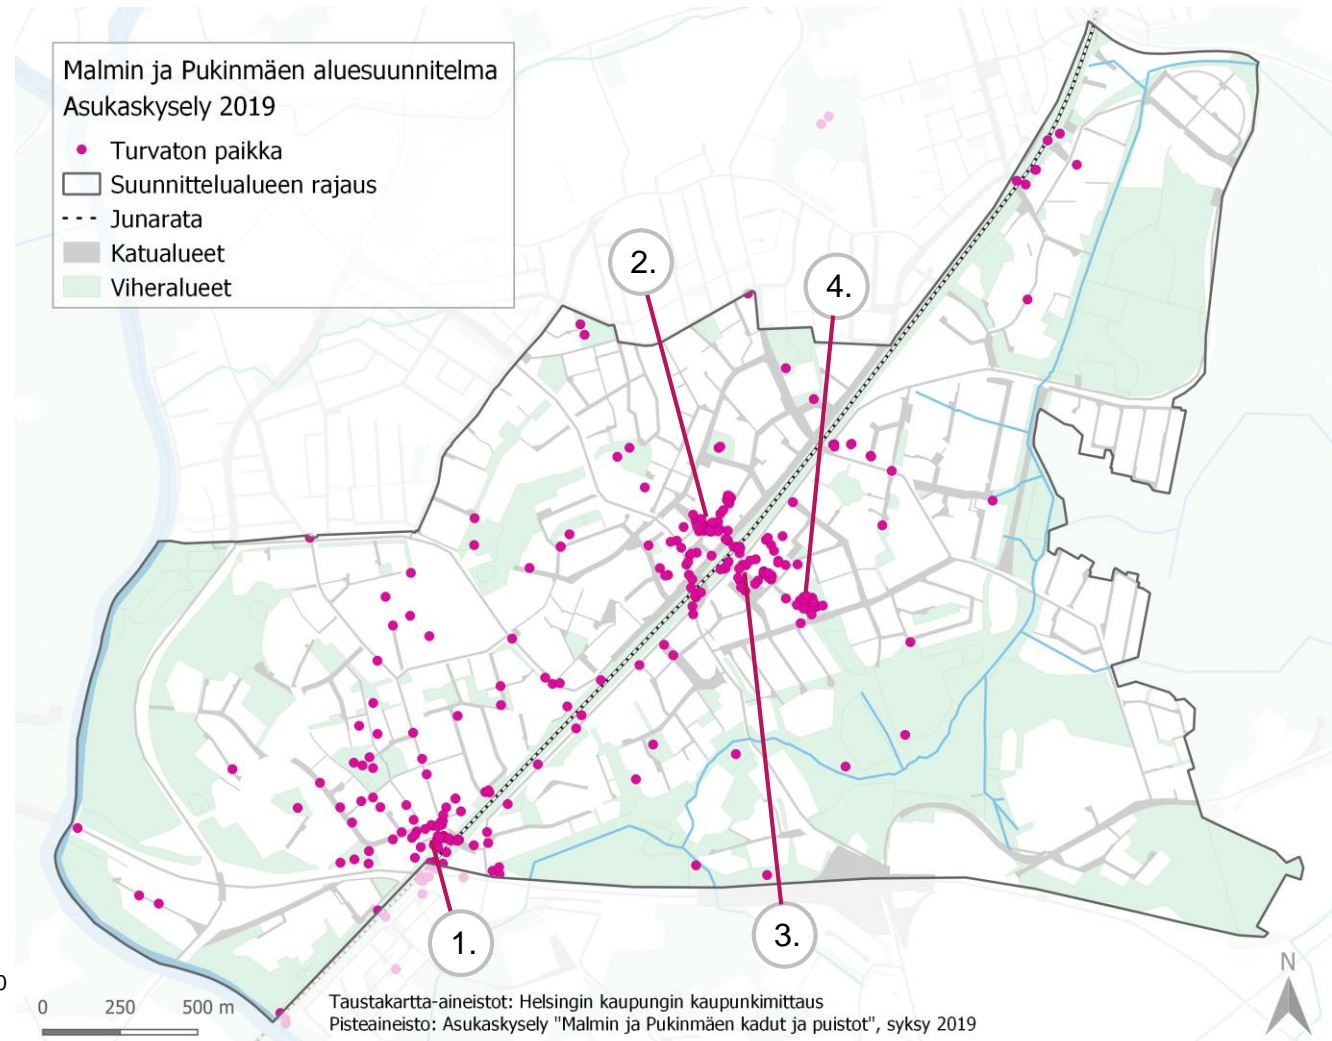 Malmin ja Pukinmäen aluesuunnitelma
Asukaskysely 2019
Turvaton paikka
Suunnittelualueen rajaus
Junarata
Katualueet
Viheralueet
2.
4.
1.
3.
0
0 250 500 m
Taustakartta-aineistot: Helsingin kaupungin kaupunkimittaus
Pisteaineisto: Asukaskysely "Malmin ja Pukinmäen kadut ja puistot", syksy 2019
N